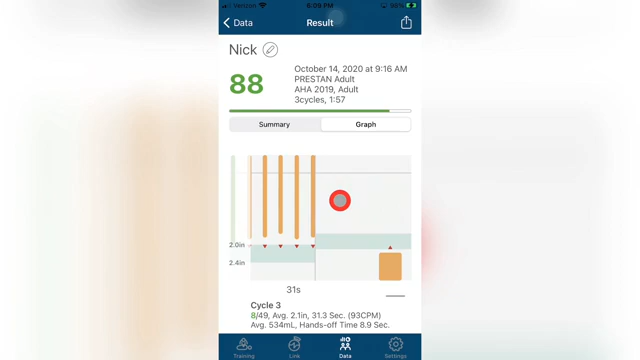 Verizon
6:09 PM
90%
Data
Result
Nick
88
October 14, 2020 at 9:16 AM
PRESTAN Adult
AHA 2019, Adult
3cycles, 1:57
Summary
Graph
2.0in
2.4in
31s
Cycle 3
8/49, Avg. 2.1in, 31.3 Sec. (93CPM)
Avg. 534mL, Hands-off Time 8.9 Sec.
Training
Link
Data
Settings